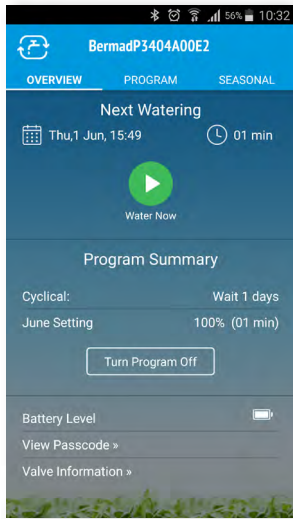 56% 10:32
BermadP3404A00E2
OVERVIEW PROGRAM SEASONAL
Next Watering
Thu,1 Jun, 15:49 01 min
Water Now
Program Summary
Cyclical: Wait 1 days
June Setting 100% (01 min)
Turn Program Off
Battery Level
View Passcode »
Valve Information »